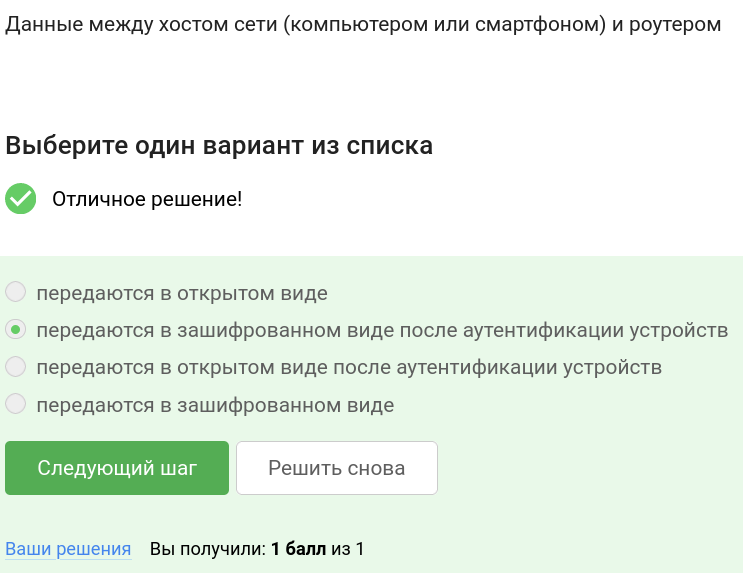 Данные между хостом сети (компьютером или смартфоном) и роутером
Выберите один вариант из списка
Отличное решение!
передаются в открытом виде
передаются в зашифрованном виде после аутентификации устройств
передаются в открытом виде после аутентификации устройств
передаются в зашифрованном виде
Следующий шаг Решить снова
Ваши решения Вы получили: 1 балл из 1